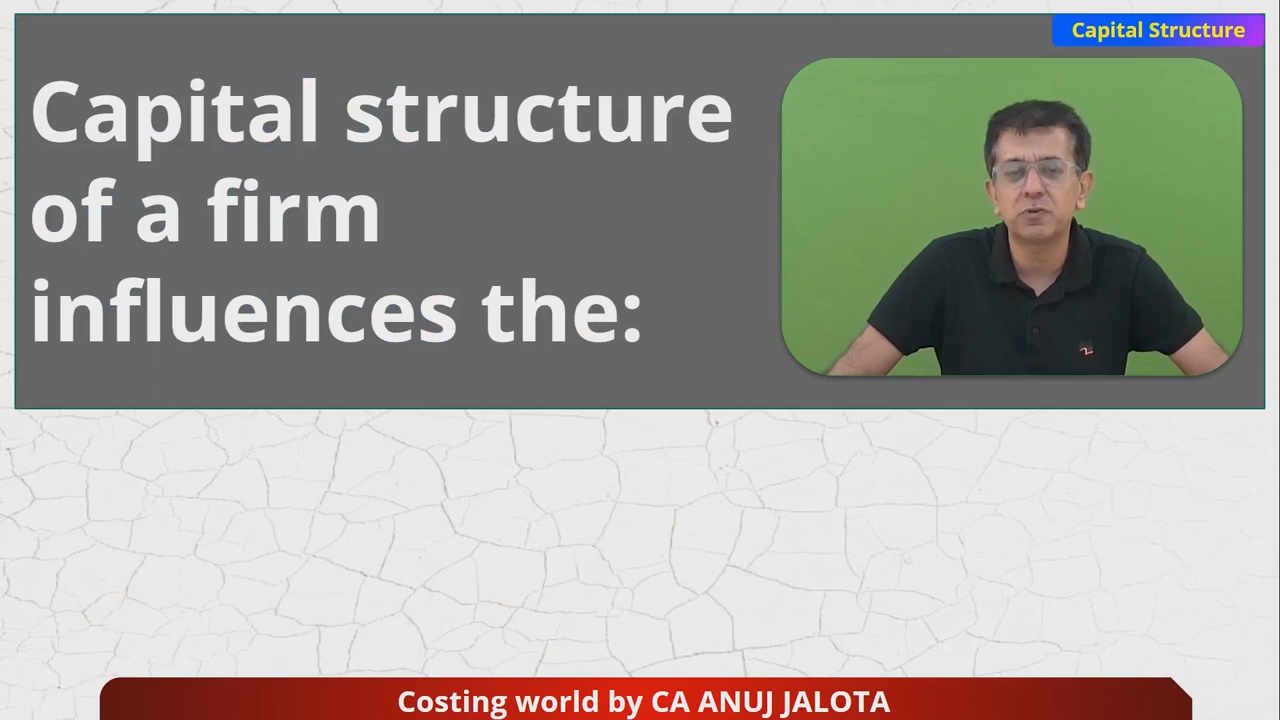 Capital Structure
Capital structure
of a firm
influences the:
Costing world by CA ANUJ JALOTA